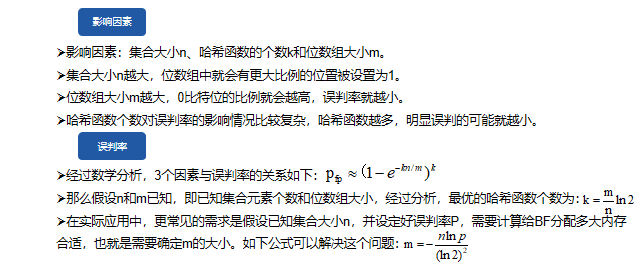 影响因素
➢影响因素：集合大小n、哈希函数的个数k和位数组大小m。
➢集合大小n越大，位数组中就会有更大比例的位置被设置为1。
➢位数组大小m越大，0比特位的比例就会越高，误判率就越小。
➢哈希函数个数对误判率的影响情况比较复杂，哈希函数越多，明显误判的可能就越小。
误判率
➢经过数学分析，3个因素与误判率的关系如下：p_fp ≈ (1−e^{−kn/m})^k
➢那么假设n和m已知，即已知集合元素个数和位数组大小，经过分析，最优的哈希函数个数为：k = m/n ln 2
➢在实际应用中，更常见的需求是假设已知集合大小n，并设定好误判率P，需要计算给BF分配多大内存
合适，也就是需要确定m的大小。如下公式可以解决这个问题：m = − n ln p/(ln 2)^2